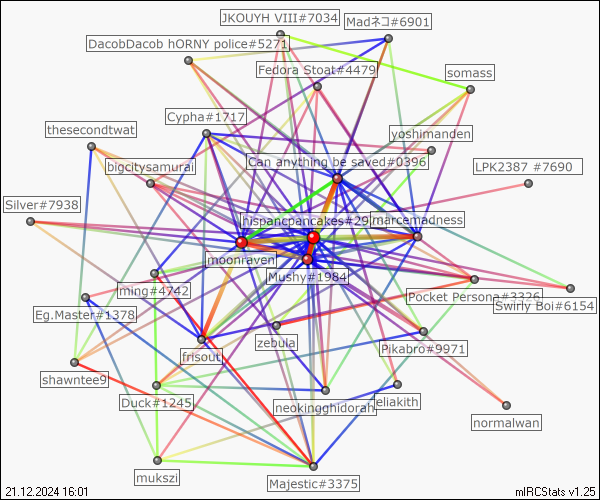 JKOUYH VIII#7034
Madネコ#6901
DacobDacob hORNY police#5271
Fedora Stoat#4479
somass
Cypha#1717
thesecondtwat
yoshimanden
bigcitysamurai
Can anything be saved#0396
LPK2387 #7690
Silver#7938
hispancpancakes#29
marcemadness
moonraven
Mushy#1984
ming#4742
Pocket Persona#3326
Swirly Boi#6154
Eg.Master#1378
zebula
Pikabro#9971
frisout
shawntee9
Duck#1245
neokingghidorah
eliakith
normalwan
mukszi
Majestic#3375
21.12.2024 16:01
mIRCStats v1.25